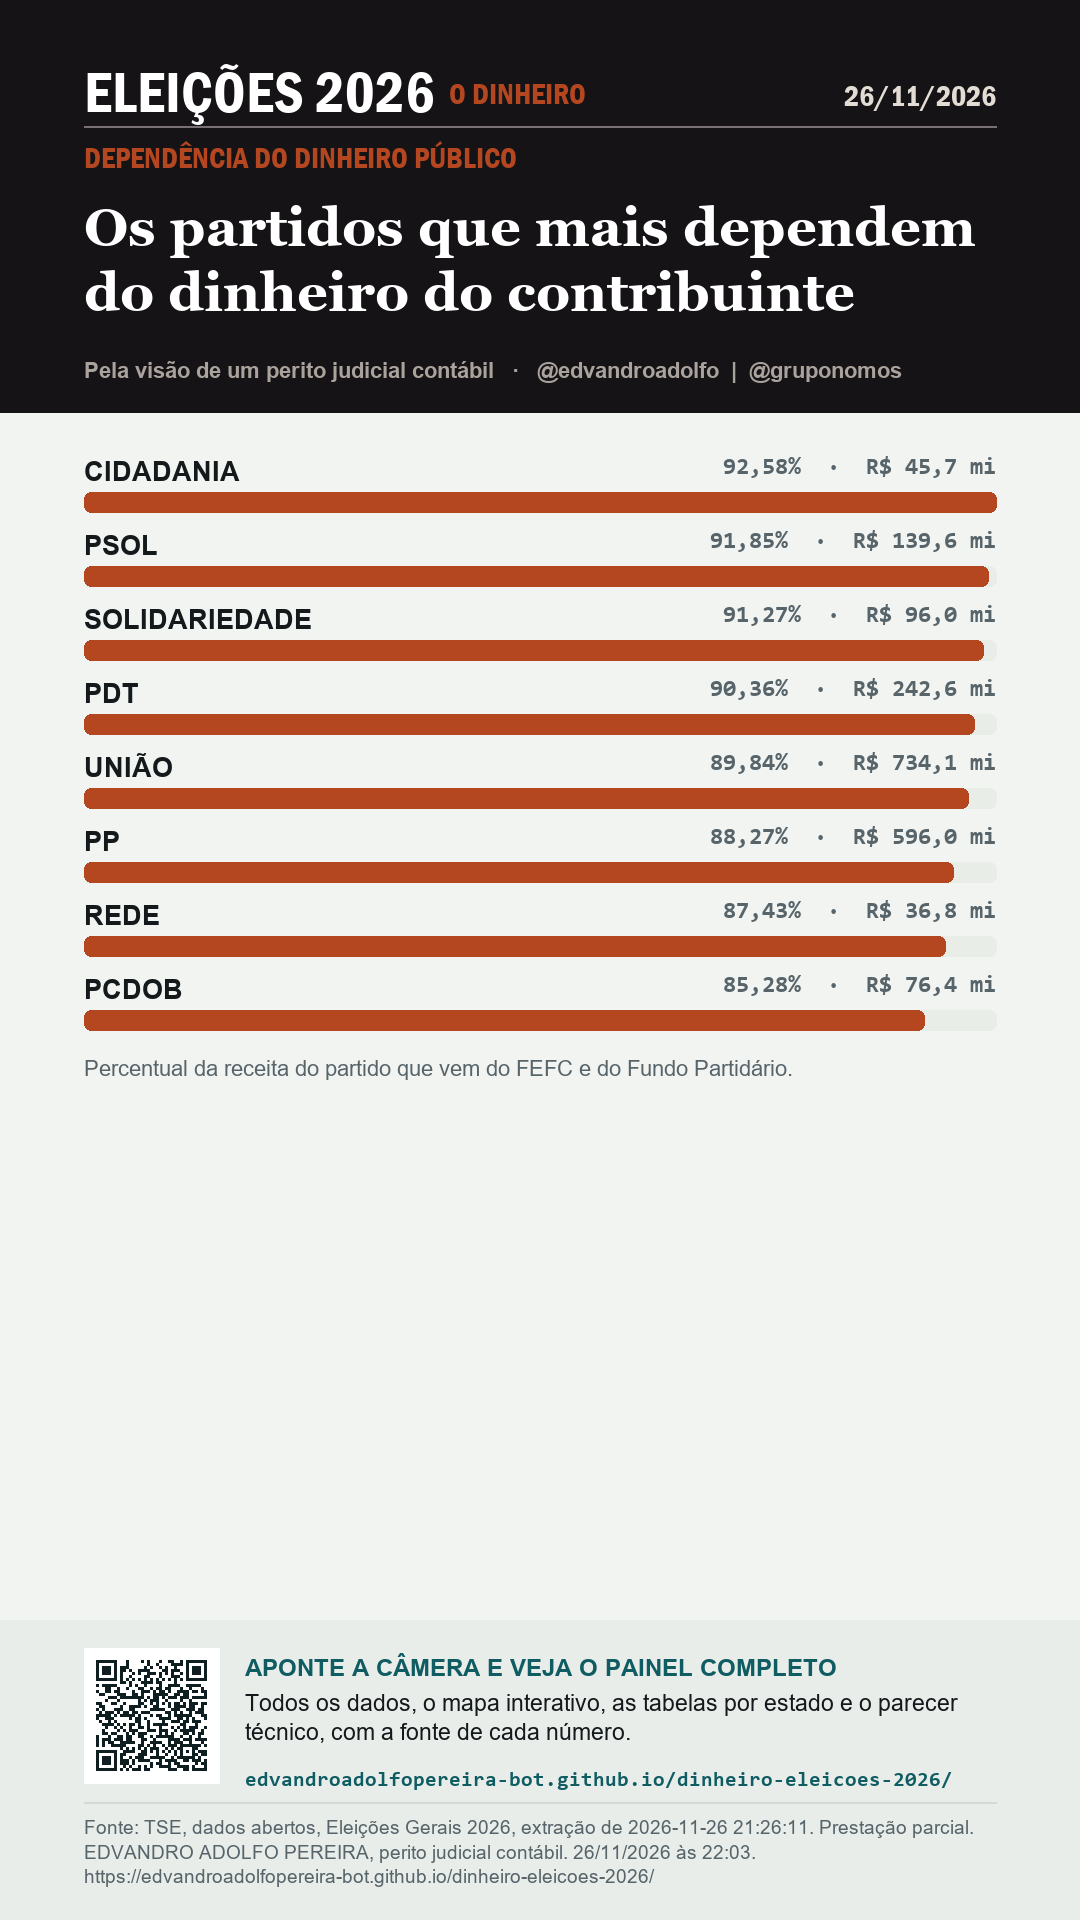 ELEIÇÕES 2026 O DINHEIRO 26/11/2026
DEPENDÊNCIA DO DINHEIRO PÚBLICO
Os partidos que mais dependem
do dinheiro do contribuinte
Pela visão de um perito judicial contábil · @edvandroadolfo | @gruponomos
CIDADANIA 92,58% · R$ 45,7 mi
PSOL 91,85% · R$ 139,6 mi
SOLIDARIEDADE 91,27% · R$ 96,0 mi
PDT 90,36% · R$ 242,6 mi
UNIÃO 89,84% · R$ 734,1 mi
PP 88,27% · R$ 596,0 mi
REDE 87,43% · R$ 36,8 mi
PCDOB 85,28% · R$ 76,4 mi
Percentual da receita do partido que vem do FEFC e do Fundo Partidário.
APONTE A CÂMERA E VEJA O PAINEL COMPLETO
Todos os dados, o mapa interativo, as tabelas por estado e o parecer
técnico, com a fonte de cada número.
edvandroadolfopereira-bot.github.io/dinheiro-eleicoes-2026/
Fonte: TSE, dados abertos, Eleições Gerais 2026, extração de 2026-11-26 21:26:11. Prestação parcial.
EDVANDRO ADOLFO PEREIRA, perito judicial contábil. 26/11/2026 às 22:03.
https://edvandroadolfopereira-bot.github.io/dinheiro-eleicoes-2026/